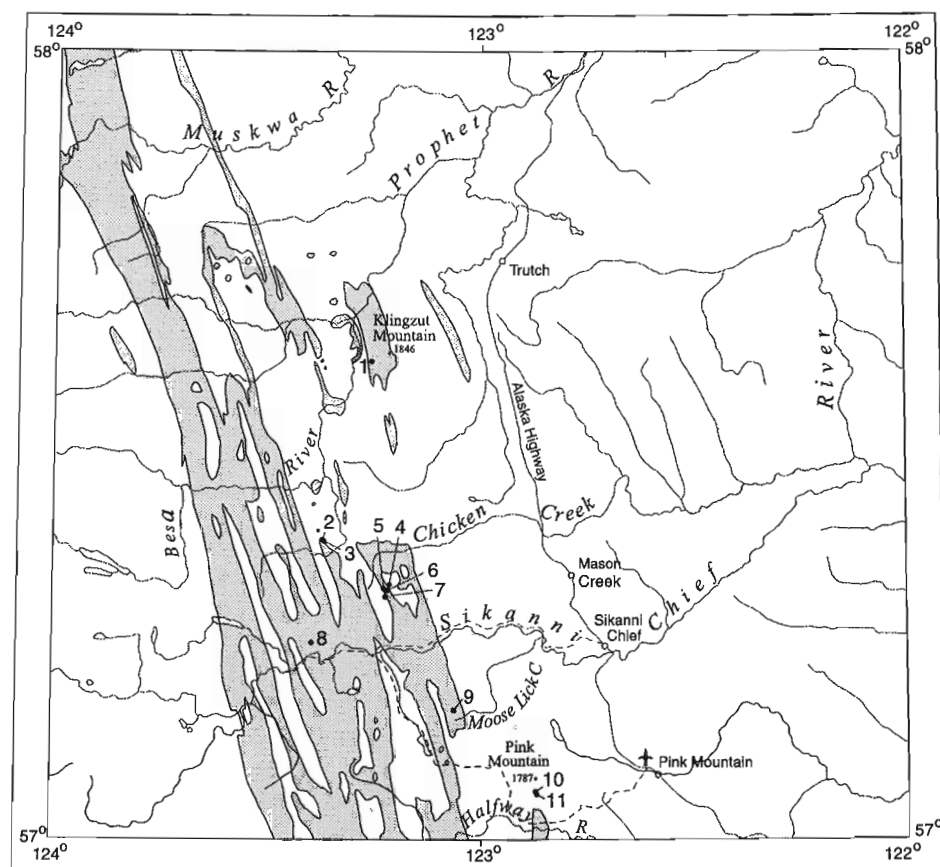 124° 123° 122°
58° 58°
Muskwa R
Prophet R
Trutch
Klingzut
Mountain
1846
1
River
Alaska Highway
River
Besa
2
3
5 4
Chicken Creek
6
7
Mason
Creek
Sikanni Chief
Sikanni
Chief
8
9
Moose Lick C
Pink
Mountain
1787
10
11
Pink Mountain
Halfway R
57° 57°
124° 123° 122°